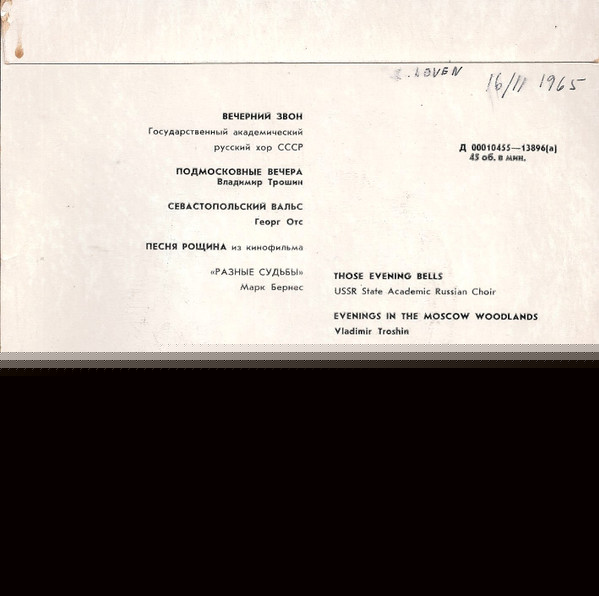 LOVEN
16/11 1965
ВЕЧЕРНИЙ ЗВОН
Государственный академический
русский хор СССР
Д 00010455—13896(а)
45 об. в мин.
ПОДМОСКОВНЫЕ ВЕЧЕРА
Владимир Трошин
СЕВАСТОПОЛЬСКИЙ ВАЛЬС
Георг Отс
ПЕСНЯ РОЩИНА из кинофильма
«РАЗНЫЕ СУДЬБЫ»
Марк Бернес
THOSE EVENING BELLS
USSR State Academic Russian Choir
EVENINGS IN THE MOSCOW WOODLANDS
Vladimir Troshin